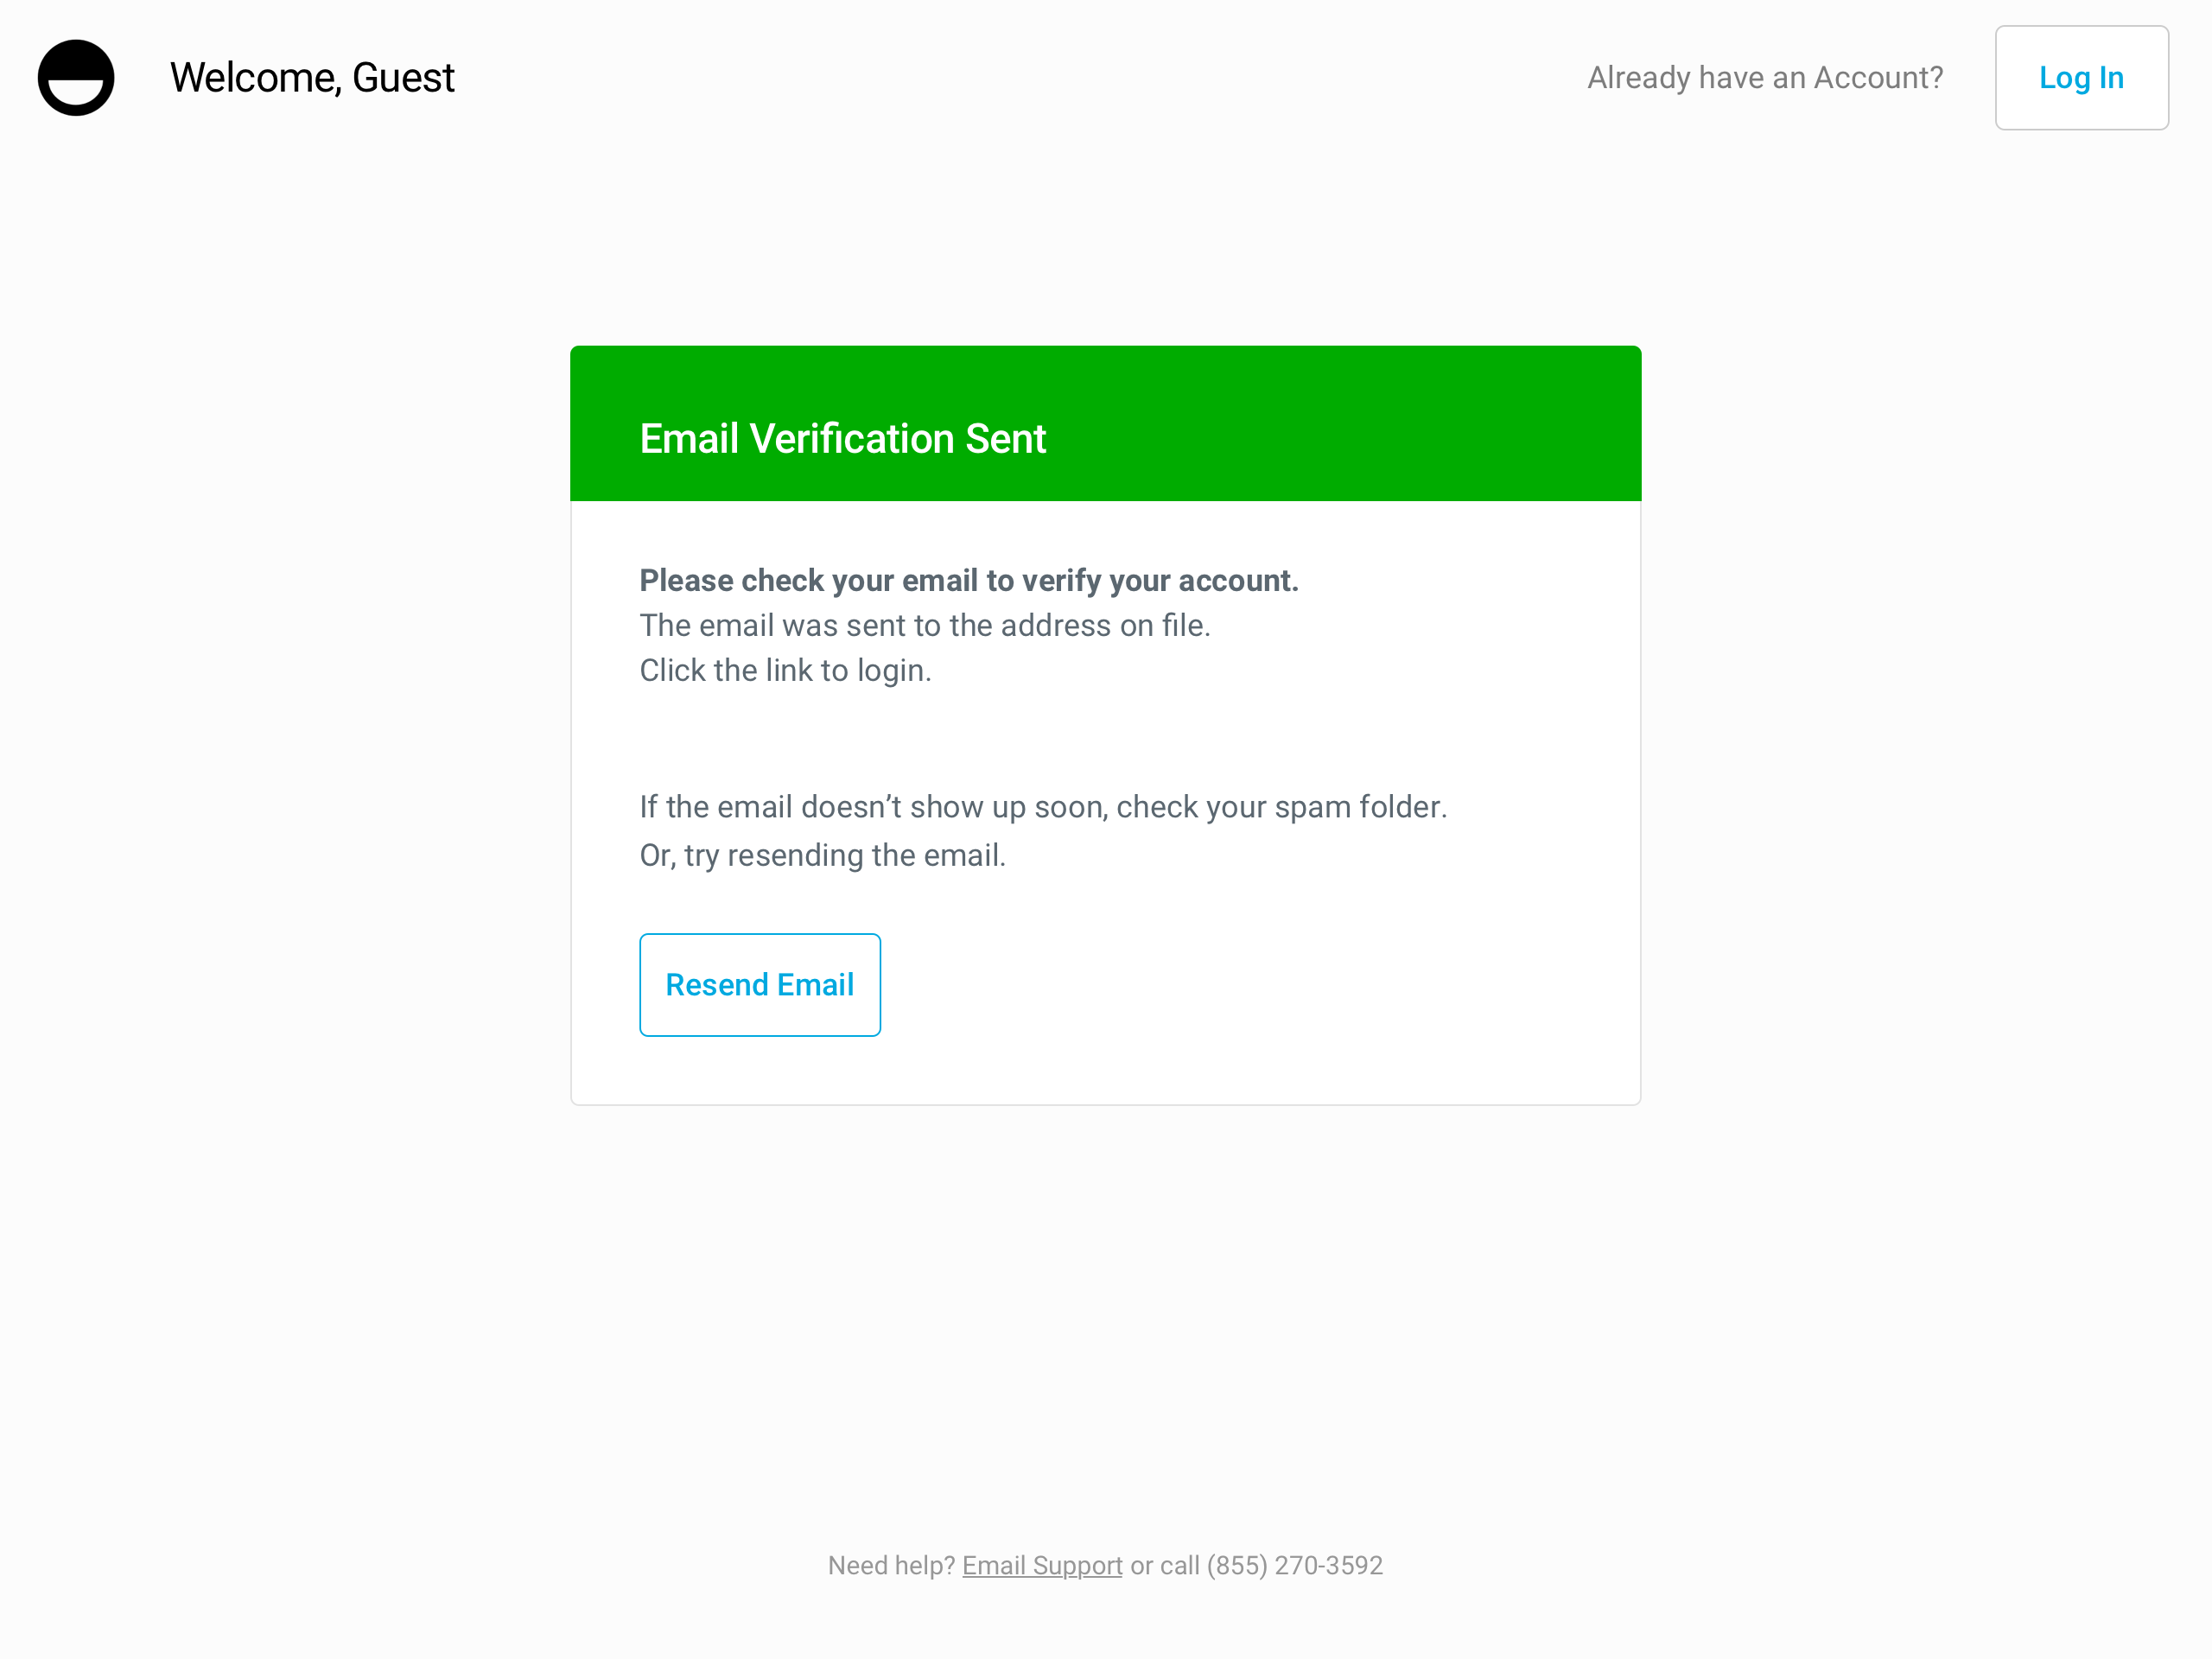 Welcome, Guest
Already have an Account?
Log In
Email Verification Sent
Please check your email to verify your account.
The email was sent to the address on file.
Click the link to login.
If the email doesn’t show up soon, check your spam folder.
Or, try resending the email.
Resend Email
Need help? Email Support or call (855) 270-3592